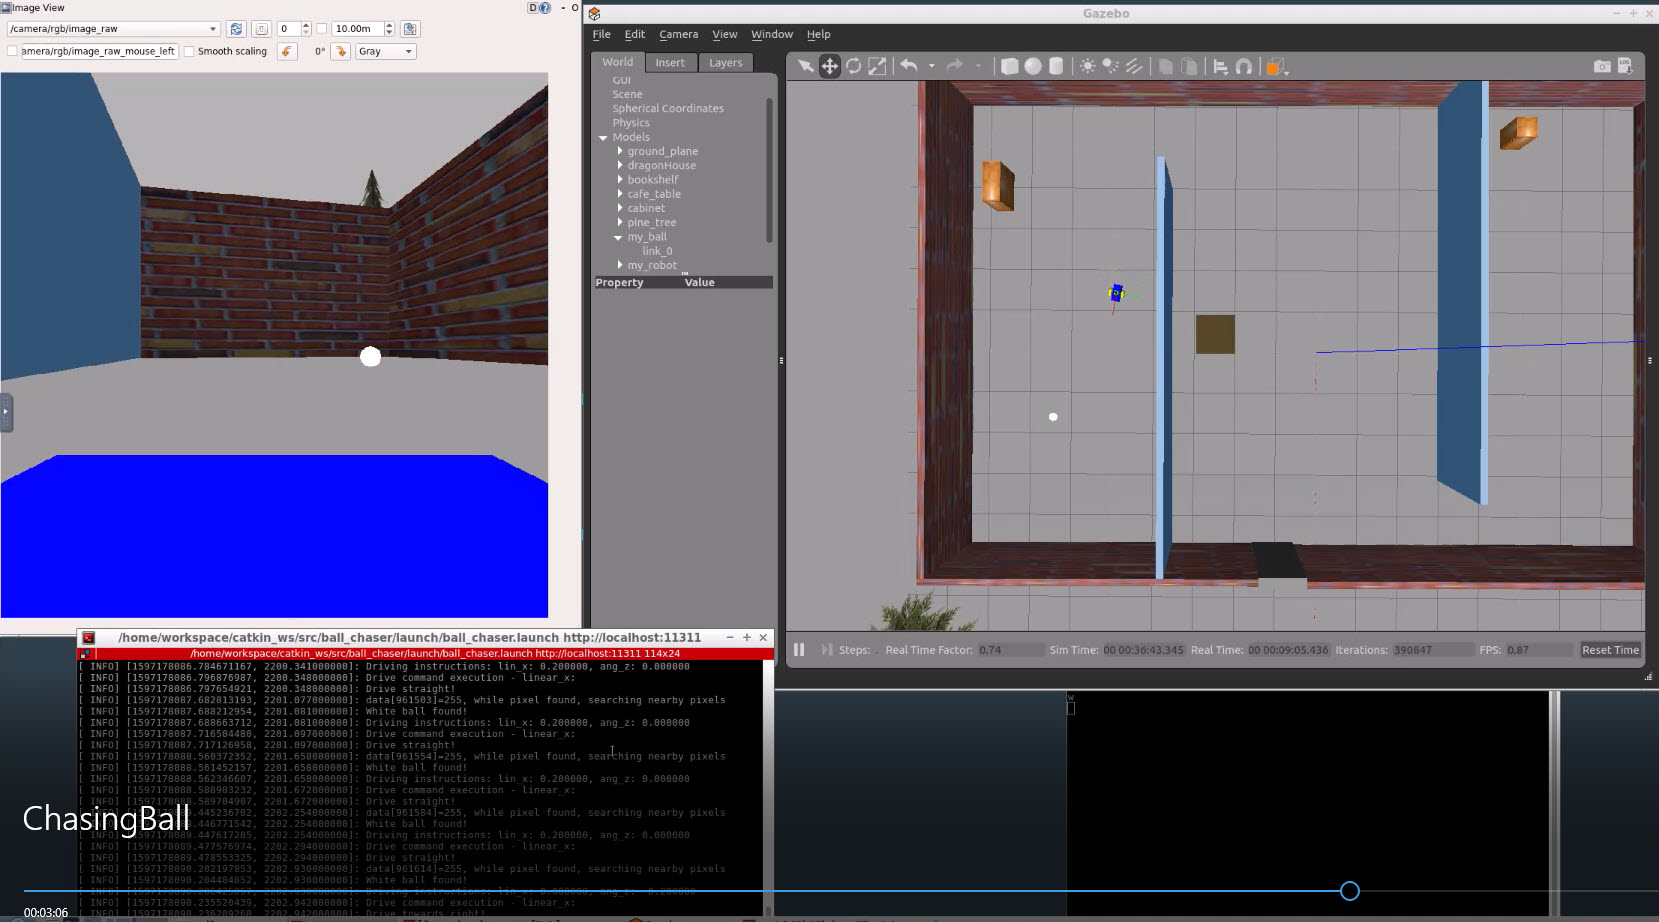 Image View
D
- O
/camera/rgb/image_raw
0
10.00m
amera/rgb/image_raw_mouse_left
Smooth scaling
0°
Gray
Gazebo
File Edit Camera View Window Help
World Insert Layers
GUI
Scene
Spherical Coordinates
Physics
Models
ground_plane
dragonHouse
bookshelf
cafe_table
cabinet
pine_tree
my_ball
link_0
my_robot
Property Value
Steps: Real Time Factor: 0.74 Sim Time: 00 00:36:43.345 Real Time: 00 00:09:05.436 Iterations: 390847 FPS: 0.87 Reset Time
/home/workspace/catkin_ws/src/ball_chaser/launch/ball_chaser.launch http://localhost:11311
/home/workspace/catkin_ws/src/ball_chaser/launch/ball_chaser.launch http://localhost:11311 114x24
[ INFO] [1597178086.784671167, 2200.341000000]: Driving instructions: lin_x: 0.200000, ang_z: 0.000000
[ INFO] [1597178086.796876987, 2200.348000000]: Drive command execution - linear_x:
[ INFO] [1597178086.797654921, 2200.348000000]: Drive straight!
[ INFO] [1597178087.682813193, 2201.077000000]: data[961503]=255, while pixel found, searching nearby pixels
[ INFO] [1597178087.688212954, 2201.081000000]: White ball found!
[ INFO] [1597178087.688663712, 2201.081000000]: Driving instructions: lin_x: 0.200000, ang_z: 0.000000
[ INFO] [1597178087.716504480, 2201.097000000]: Drive command execution - linear_x:
[ INFO] [1597178087.717126958, 2201.097000000]: Drive straight!
[ INFO] [1597178088.560372352, 2201.658000000]: data[961554]=255, while pixel found, searching nearby pixels
[ INFO] [1597178088.561452157, 2201.658000000]: White ball found!
[ INFO] [1597178088.562346607, 2201.658000000]: Driving instructions: lin_x: 0.200000, ang_z: 0.000000
[ INFO] [1597178088.588903232, 2201.672000000]: Drive command execution - linear_x:
[ INFO] [1597178088.589704907, 2201.672000000]: Drive straight!
[ INFO] [1597178089.445236702, 2202.254000000]: data[961584]=255, while pixel found, searching nearby pixels
[ INFO] [1597178089.446771542, 2202.254000000]: White ball found!
[ INFO] [1597178089.447617205, 2202.254000000]: Driving instructions: lin_x: 0.200000, ang_z: 0.000000
[ INFO] [1597178089.477576974, 2202.294000000]: Drive command execution - linear_x:
[ INFO] [1597178089.478553325, 2202.294000000]: Drive straight!
[ INFO] [1597178090.202197853, 2202.930000000]: data[961614]=255, while pixel found, searching nearby pixels
[ INFO] [1597178090.204484852, 2202.930000000]: White ball found!
Drive command execution - linear_x:
Drive towards right!
w
ChasingBall
00:03:06